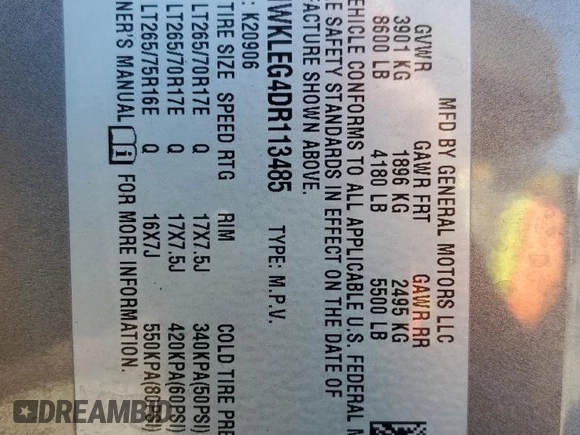 MFD BY GENERAL MOTORS LLC
GVWR GAWR FRT GAWR RR
3901 KG 1896 KG 2495 KG
8600 LB 4180 LB 5500 LB
VEHICLE CONFORMS TO ALL APPLICABLE U.S. FEDERAL M
E SAFETY STANDARDS IN EFFECT ON THE DATE OF
FACTURE SHOWN ABOVE.
WKLEG4DR113485 TYPE: M.P.V.
: K20906
TIRE SIZE SPEED RTG RIM COLD TIRE PRE
LT265/70R17E Q 17X7.5J 340KPA(50PSI)
LT265/70R17E Q 17X7.5J 420KPA(60PSI)
LT265/75R16E Q 16X7J 550KPA(80PSI)
NER'S MANUAL i FOR MORE INFORMATION.
DREAMBID